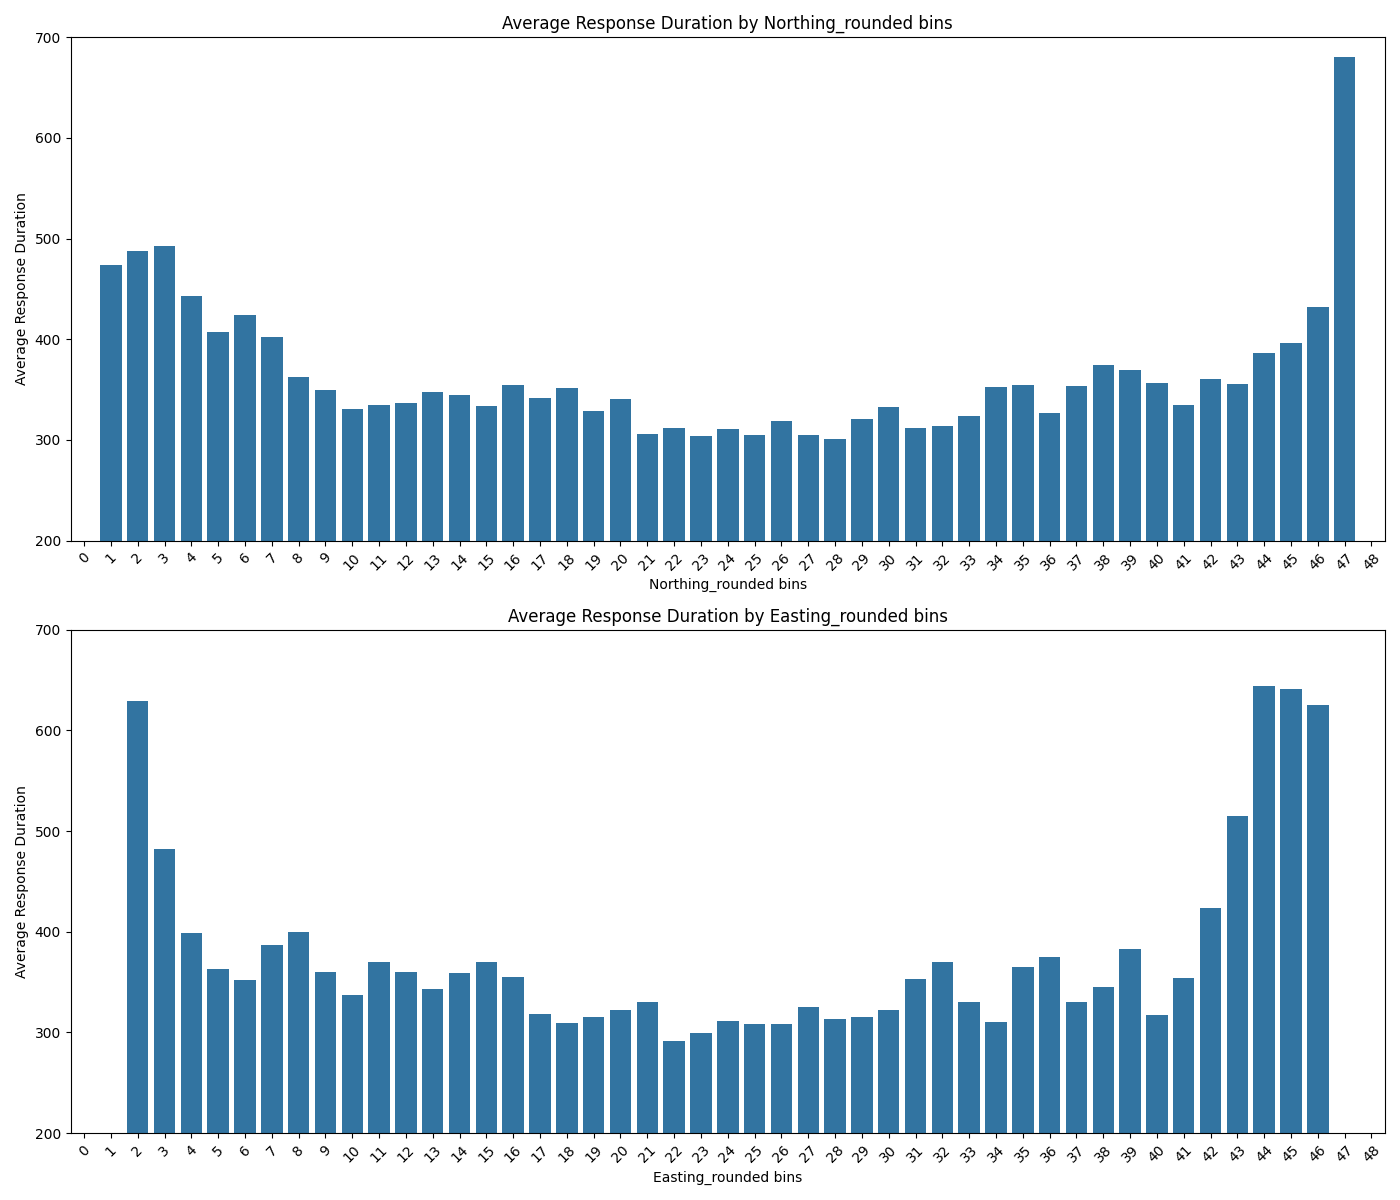 Average Response Duration by Northing_rounded bins
700
600
500
400
300
200
Average Response Duration
0 1 2 3 4 5 6 7 8 9 10 11 12 13 14 15 16 17 18 19 20 21 22 23 24 25 26 27 28 29 30 31 32 33 34 35 36 37 38 39 40 41 42 43 44 45 46 47 48
Northing_rounded bins
Average Response Duration by Easting_rounded bins
700
600
500
400
300
200
Average Response Duration
0 1 2 3 4 5 6 7 8 9 10 11 12 13 14 15 16 17 18 19 20 21 22 23 24 25 26 27 28 29 30 31 32 33 34 35 36 37 38 39 40 41 42 43 44 45 46 47 48
Easting_rounded bins